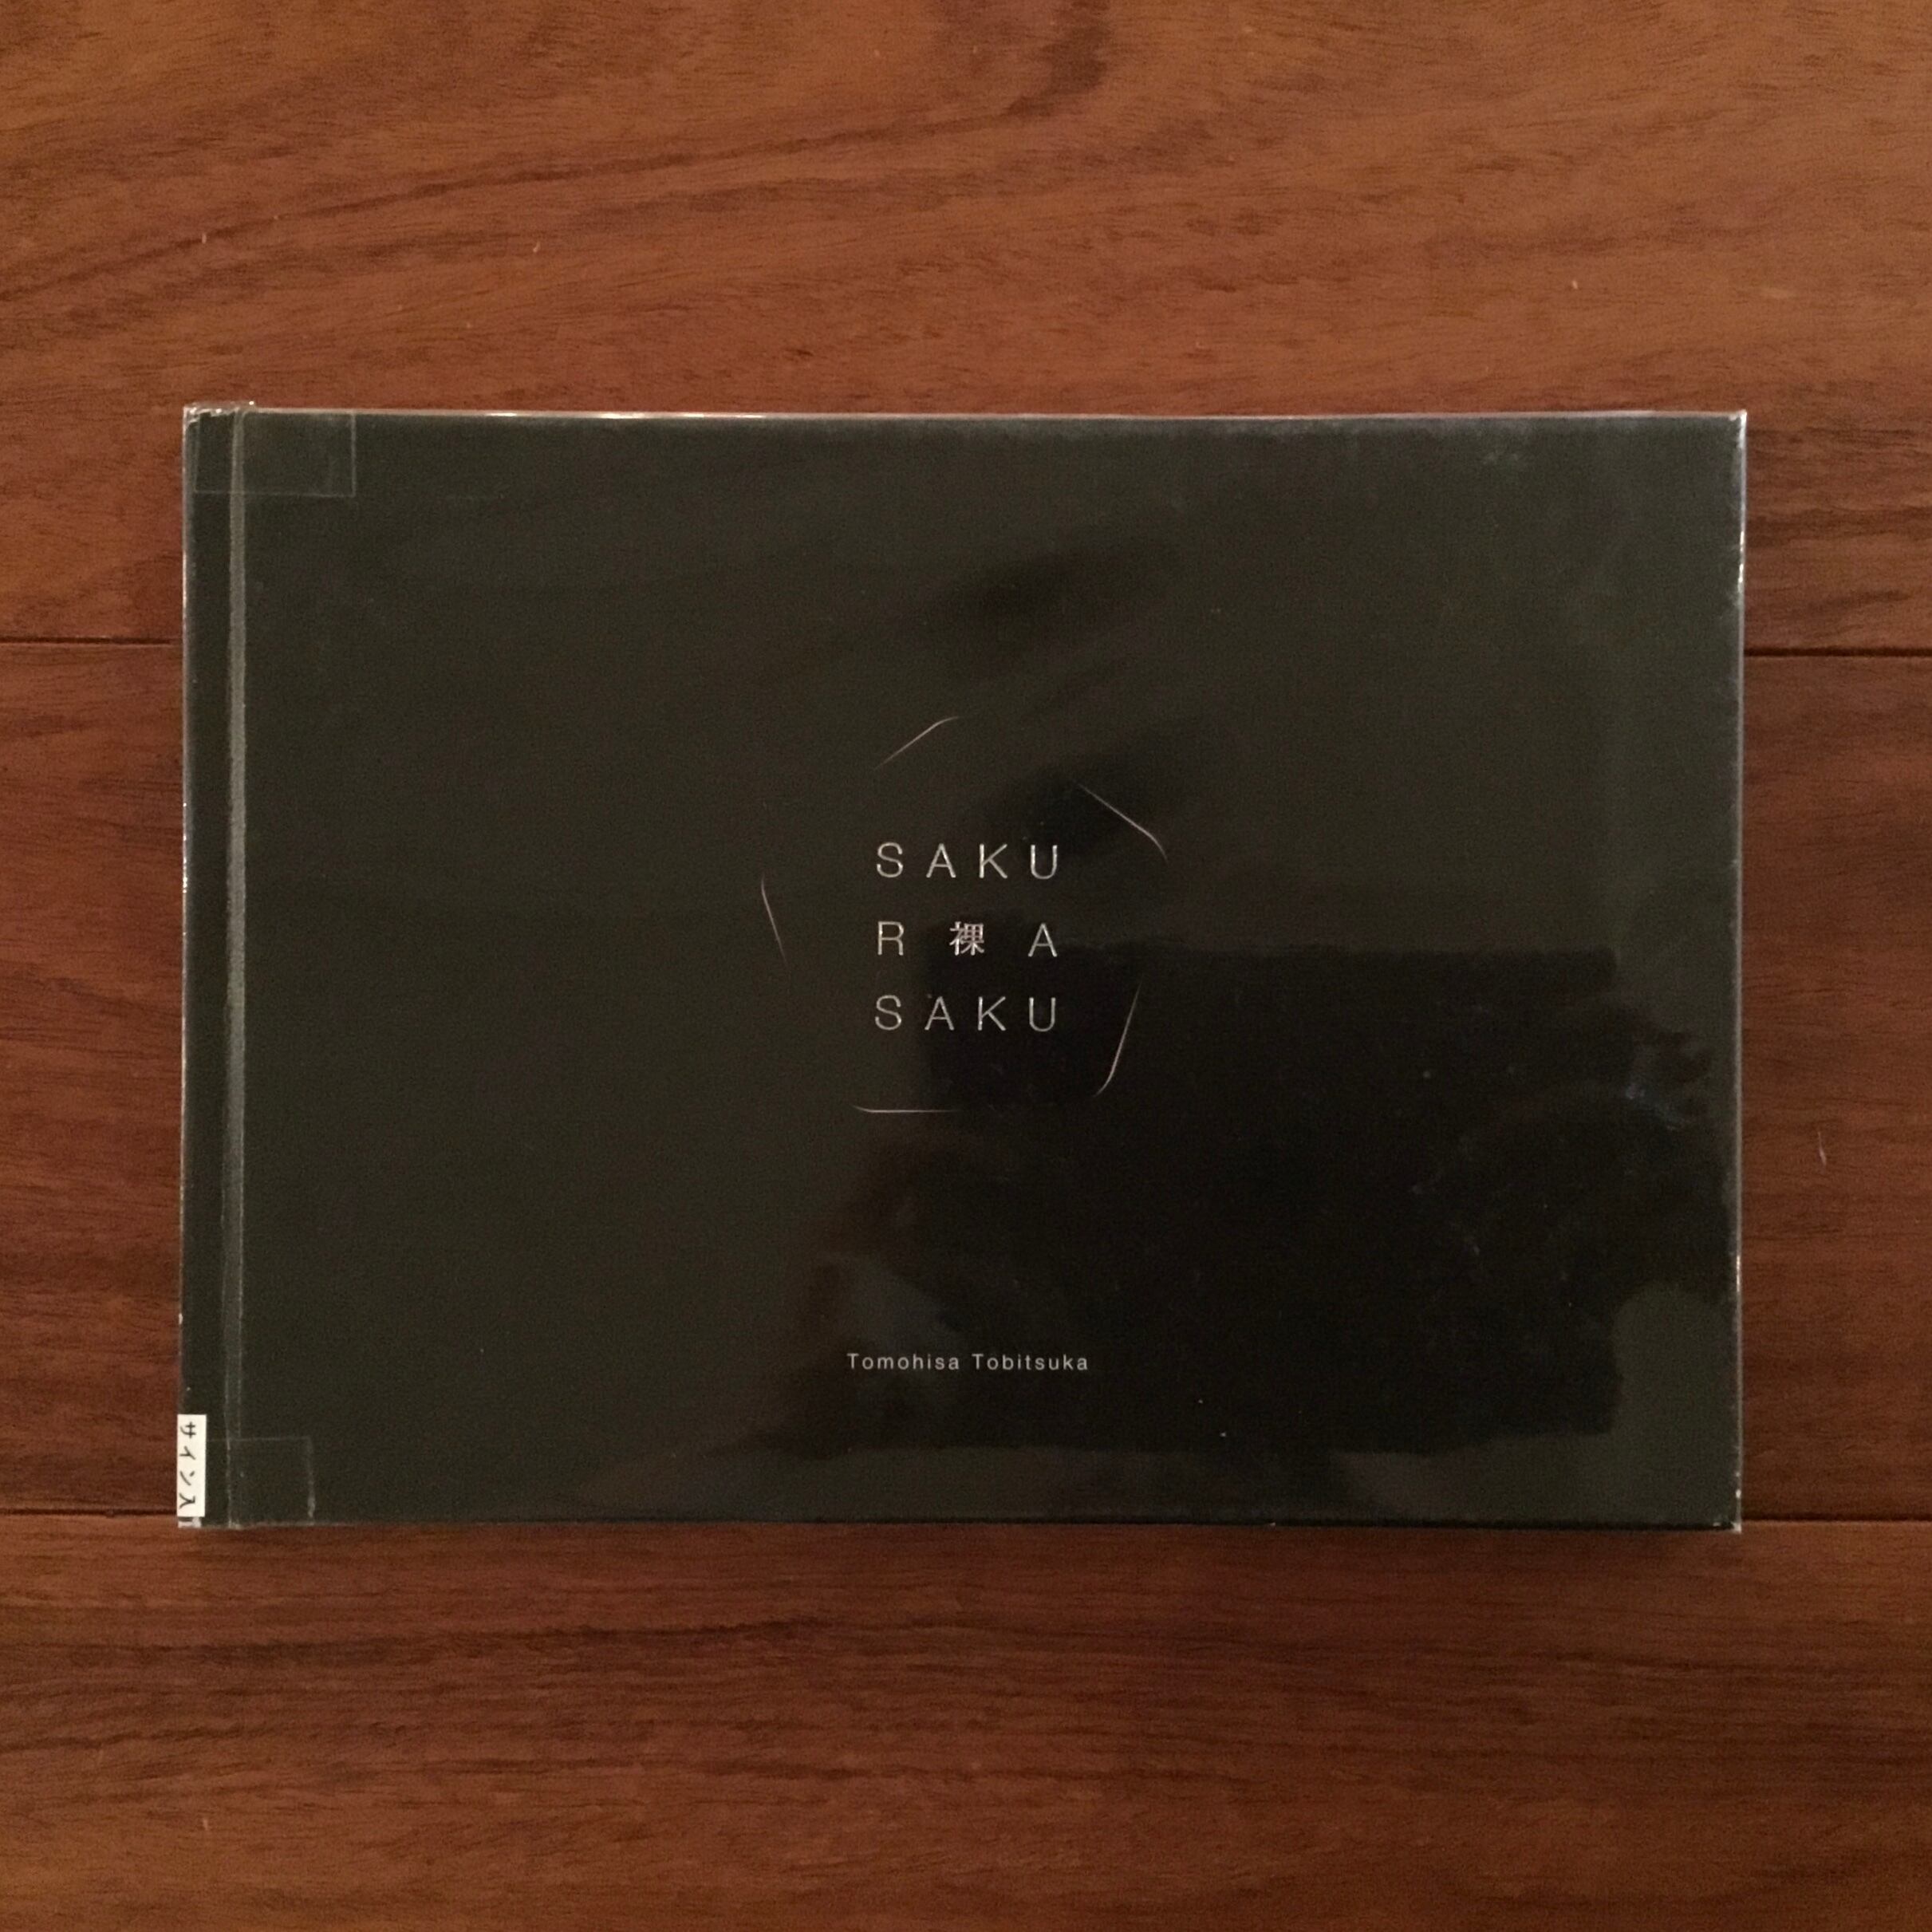 SAKU
R 裸 A
SAKU
Tomohisa Tobitsuka
サイン入